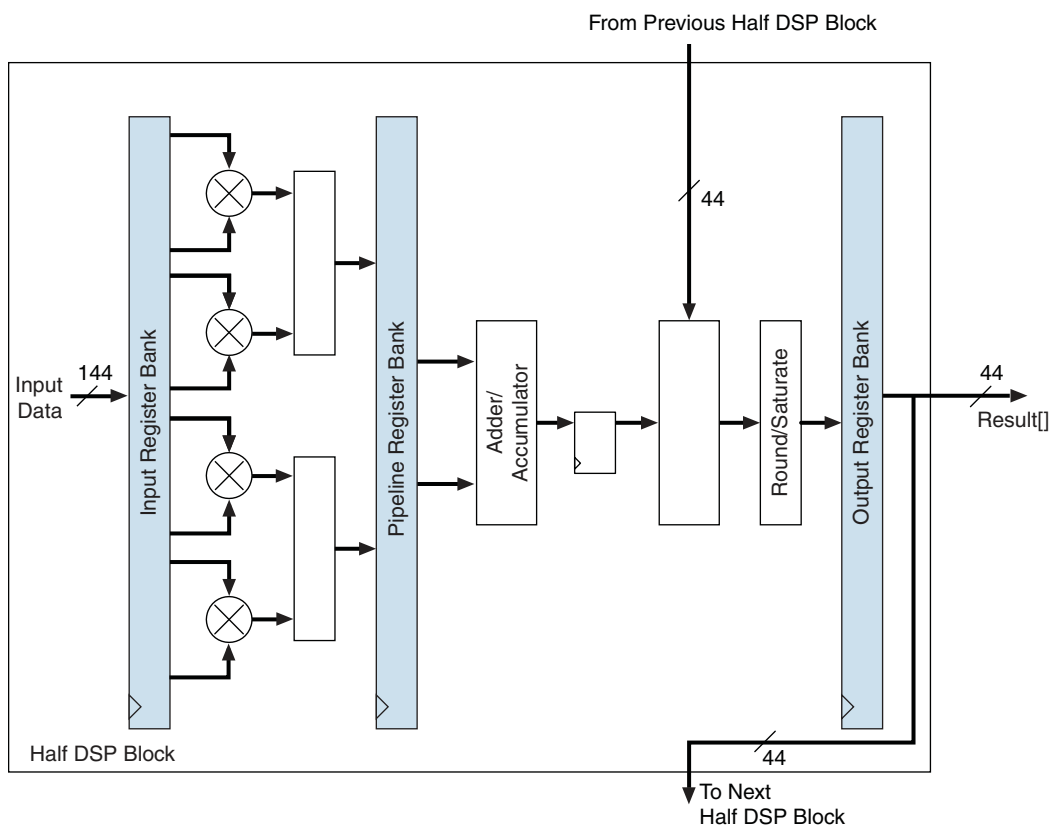 From Previous Half DSP Block
44
Input Register Bank
Pipeline Register Bank
Output Register Bank
144
Input
Data
Adder/
Accumulator
Round/Saturate
44
Result[]
Half DSP Block
44
To Next
Half DSP Block